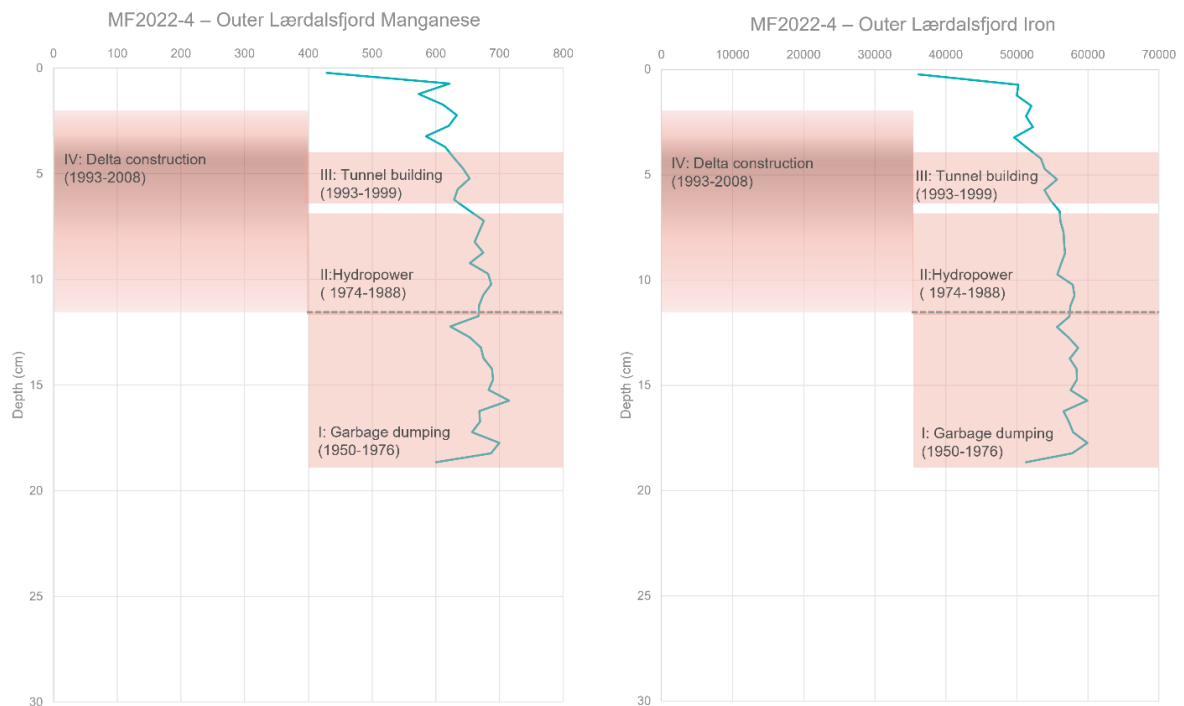 MF2022-4 – Outer Lærdalsfjord Manganese
0 100 200 300 400 500 600 700 800
0
5
10
15
20
25
30
Depth (cm)
IV: Delta construction
(1993-2008)
III: Tunnel building
(1993-1999)
II:Hydropower
( 1974-1988)
I: Garbage dumping
(1950-1976)
MF2022-4 – Outer Lærdalsfjord Iron
0 10000 20000 30000 40000 50000 60000 70000
0
5
10
15
20
25
30
Depth (cm)
IV: Delta construction
(1993-2008)
III: Tunnel building
(1993-1999)
II:Hydropower
( 1974-1988)
I: Garbage dumping
(1950-1976)